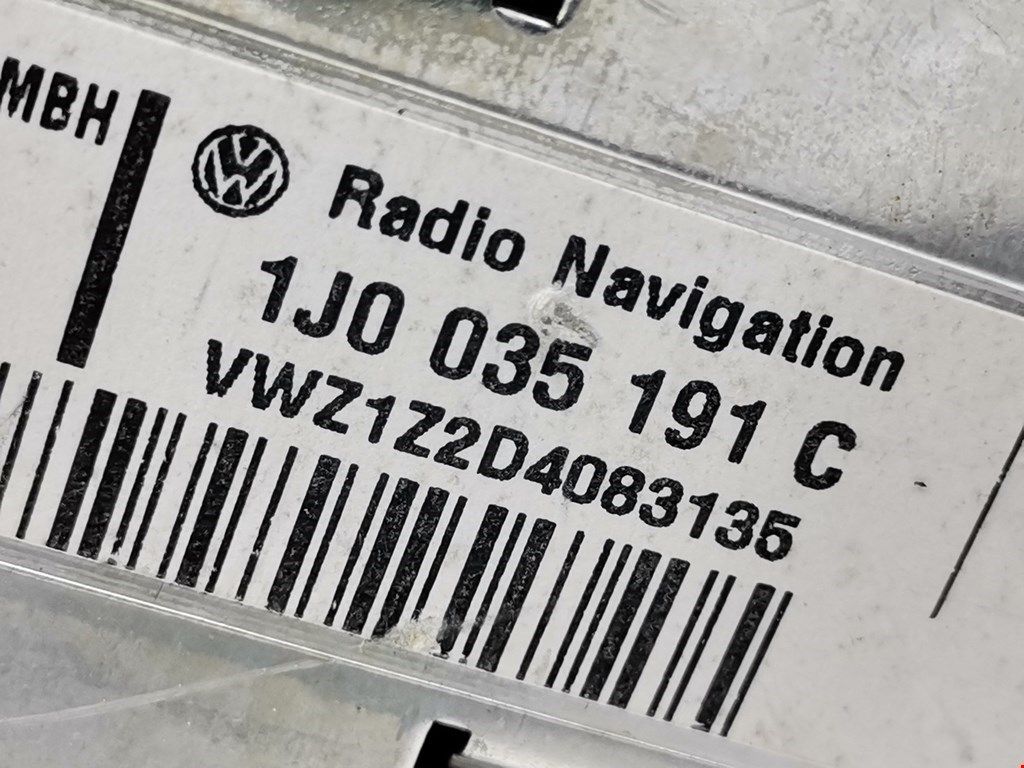 MBH
Radio Navigation
1J0 035 191 C
VWZ1Z2D4083135